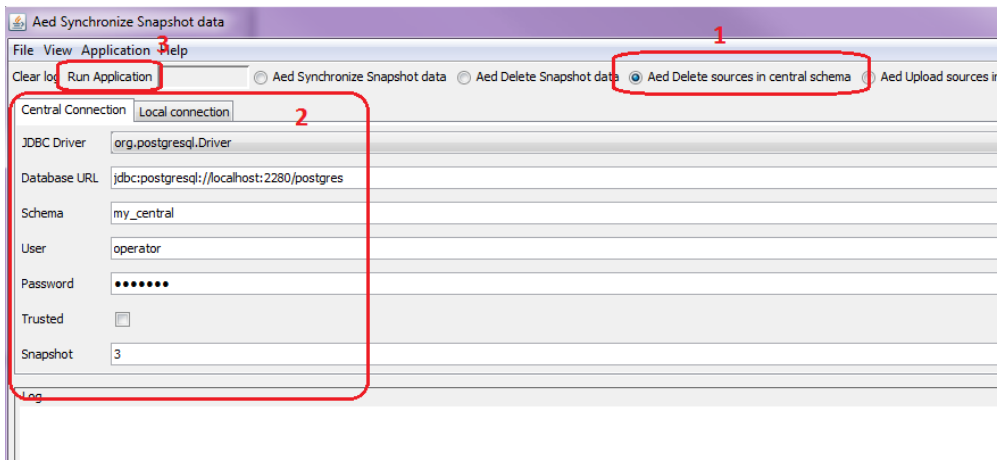 Aed Synchronize Snapshot data
File View Application Help
3
1
Clear log Run Application Aed Synchronize Snapshot data Aed Delete Snapshot data Aed Delete sources in central schema Aed Upload sources
Central Connection Local connection
2
JDBC Driver org.postgresql.Driver
Database URL jdbc:postgresql://localhost:2280/postgres
Schema my_central
User operator
Password •••••••
Trusted
Snapshot 3
Log